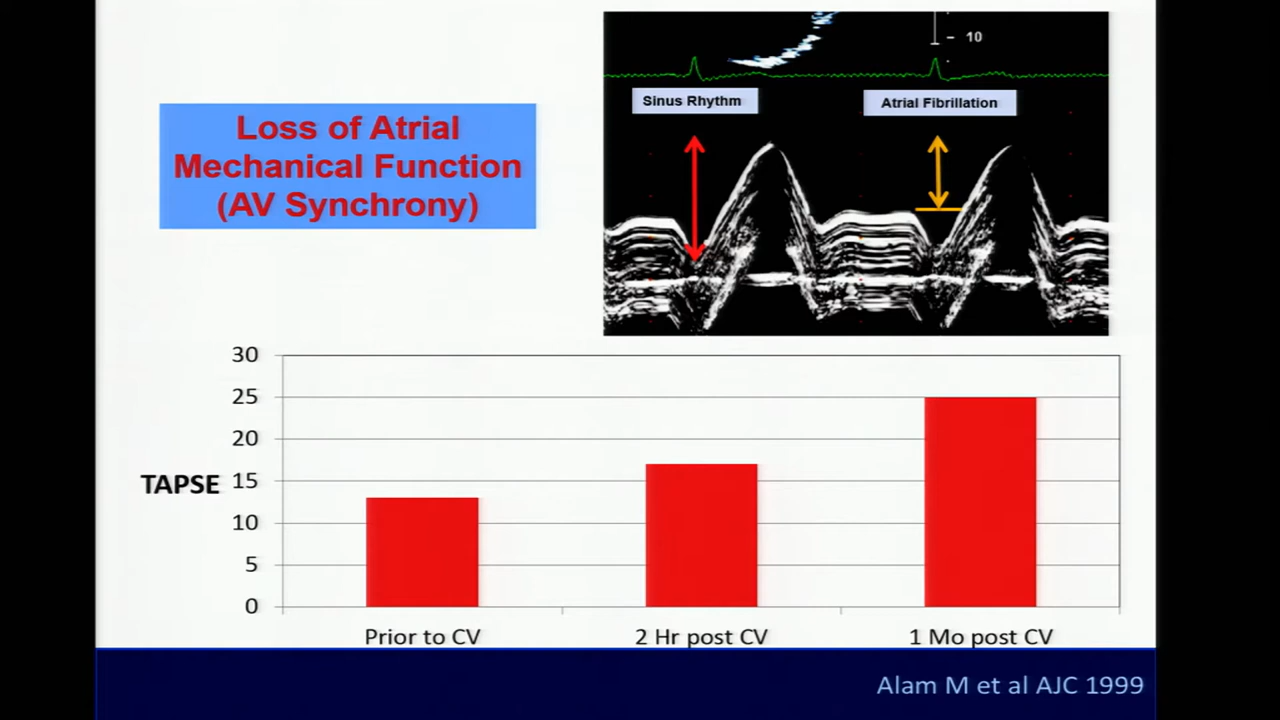 - 10
Sinus Rhythm
Atrial Fibrillation
Loss of Atrial
Mechanical Function
(AV Synchrony)
30
25
20
TAPSE 15
10
5
0
Prior to CV 2 Hr post CV 1 Mo post CV
Alam M et al AJC 1999